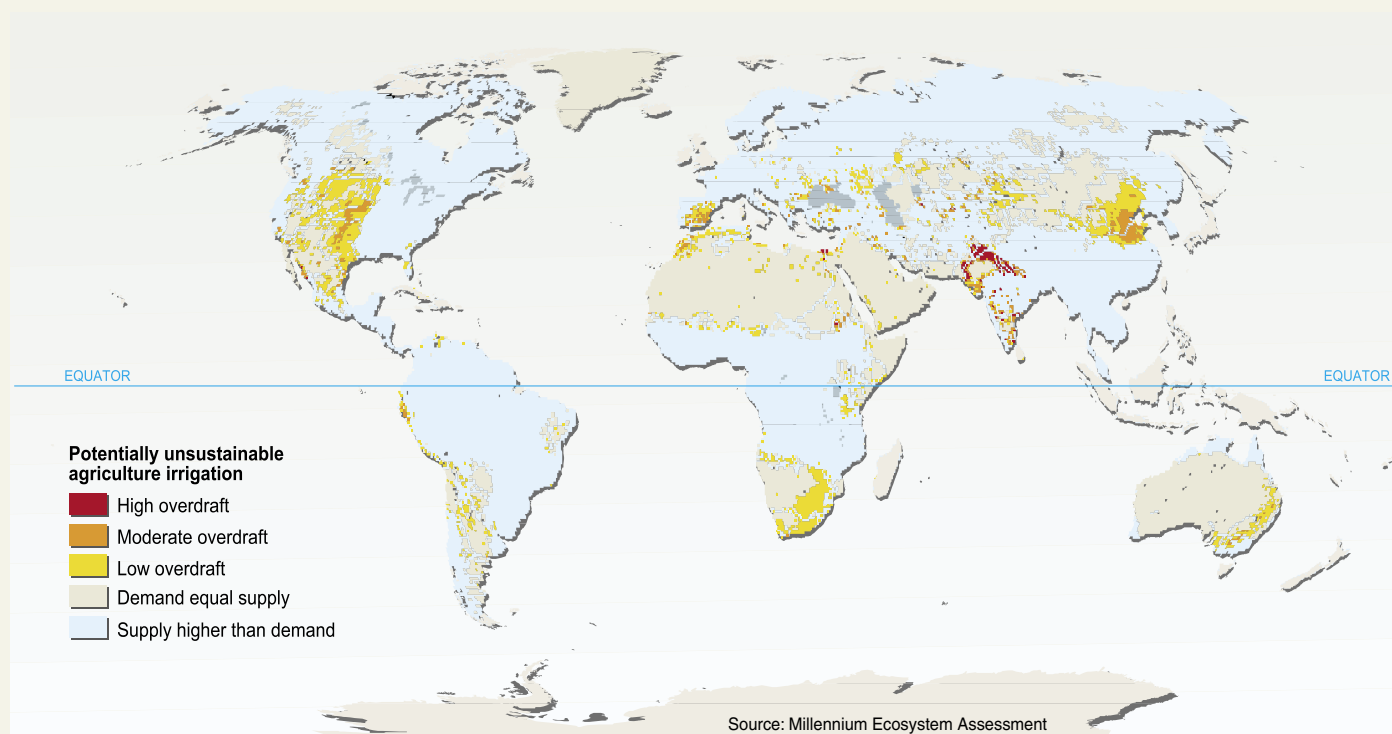 EQUATOR
EQUATOR
Potentially unsustainable
agriculture irrigation
High overdraft
Moderate overdraft
Low overdraft
Demand equal supply
Supply higher than demand
Source: Millennium Ecosystem Assessment